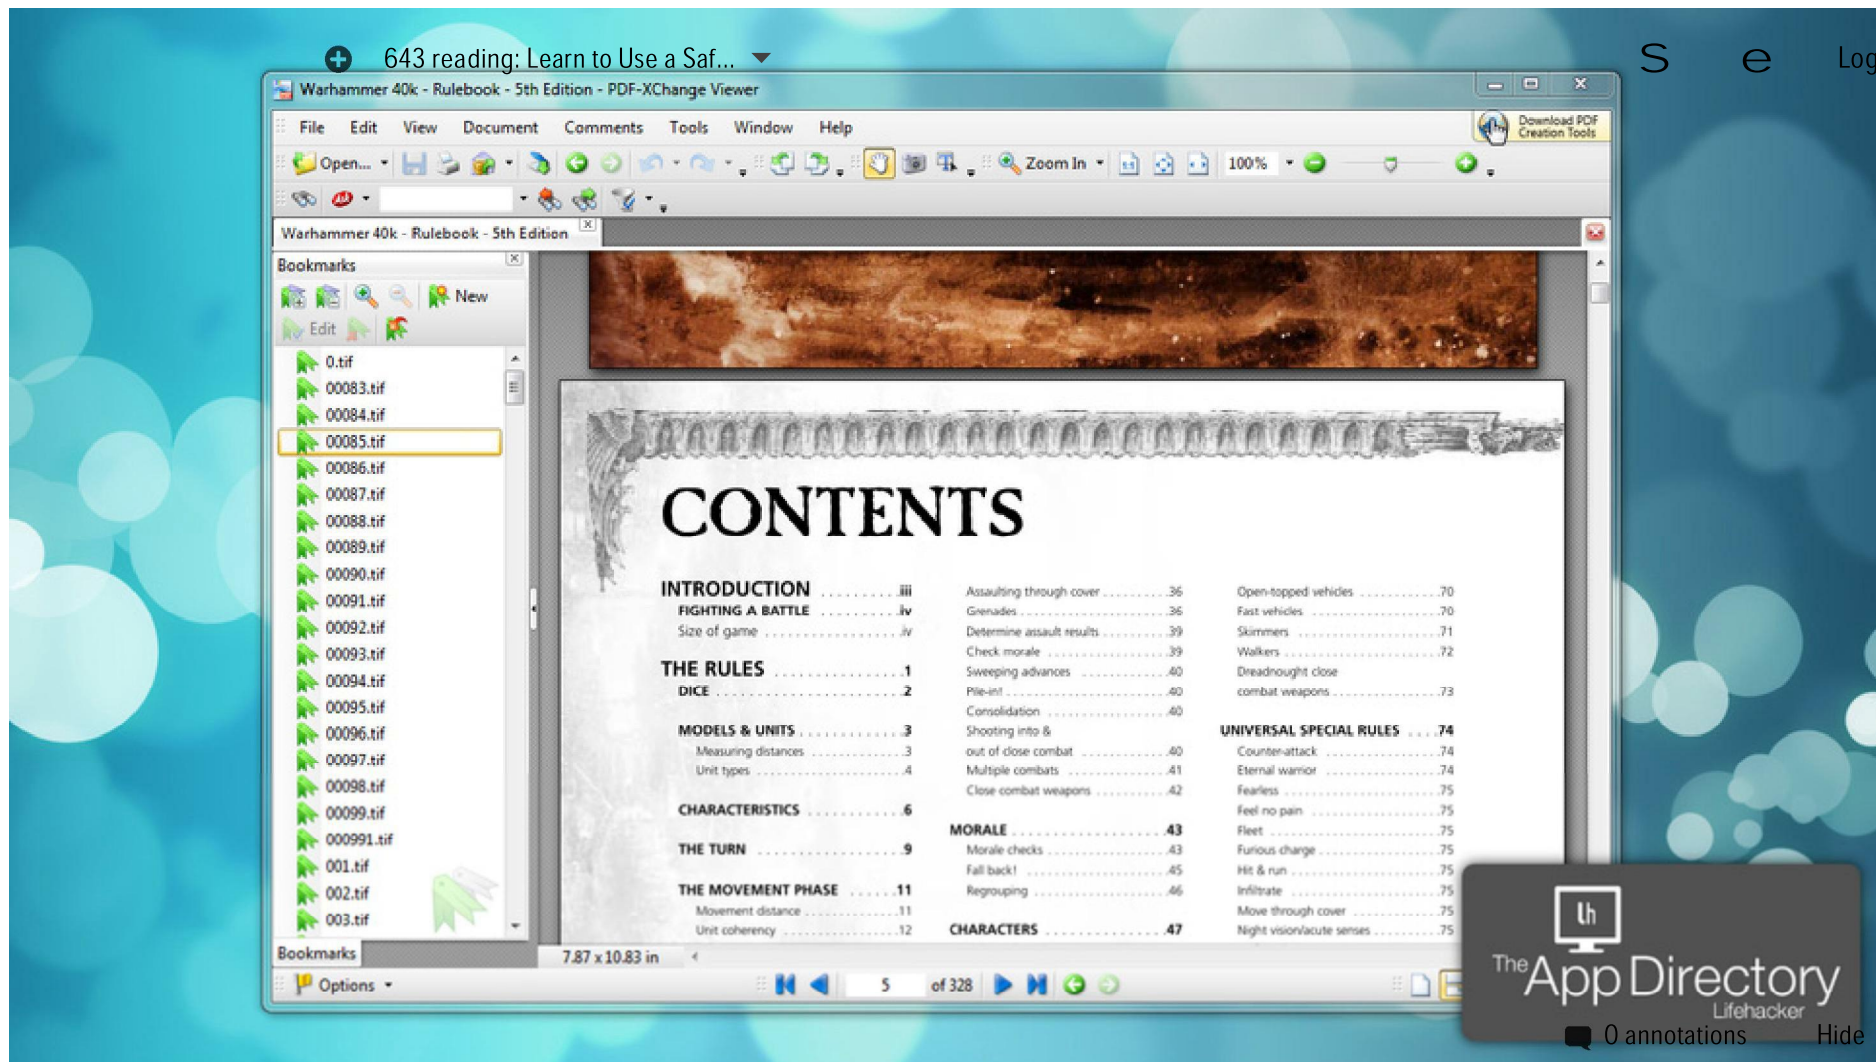 643 reading: Learn to Use a Saf...
S e Log
Warhammer 40k - Rulebook - 5th Edition - PDF-XChange Viewer
File Edit View Document Comments Tools Window Help
Download PDF
Creation Tools
Open... Zoom In 100%
Warhammer 40k - Rulebook - 5th Edition
Bookmarks
New
Edit
0.tif
00083.tif
00084.tif
00085.tif
00086.tif
00087.tif
00088.tif
00089.tif
00090.tif
00091.tif
00092.tif
00093.tif
00094.tif
00095.tif
00096.tif
00097.tif
00098.tif
00099.tif
000991.tif
001.tif
002.tif
003.tif
Bookmarks
Options
CONTENTS
INTRODUCTION .......... iii
FIGHTING A BATTLE .......... iv
Size of game .......... iv
THE RULES .......... 1
DICE .......... 2
MODELS & UNITS .......... 3
Measuring distances .......... 3
Unit types .......... 4
CHARACTERISTICS .......... 6
THE TURN .......... 9
THE MOVEMENT PHASE ...... 11
Movement distance .......... 11
Unit coherency .......... 12
Assaulting through cover .......... 36
Grenades .......... 36
Determine assault results .......... 39
Check morale .......... 39
Sweeping advances .......... 40
Pile-in! .......... 40
Consolidation .......... 40
Shooting into &
out of close combat .......... 40
Multiple combats .......... 41
Close combat weapons .......... 42
MORALE .......... 43
Morale checks .......... 43
Fall back! .......... 45
Regrouping .......... 46
CHARACTERS .......... 47
Open-topped vehicles .......... 70
Fast vehicles .......... 70
Skimmers .......... 71
Walkers .......... 72
Dreadnought close
combat weapons .......... 73
UNIVERSAL SPECIAL RULES .... 74
Counter-attack .......... 74
Eternal warrior .......... 74
Fearless .......... 75
Feel no pain .......... 75
Fleet .......... 75
Furious charge .......... 75
Hit & run .......... 75
Infiltrate .......... 75
Move through cover .......... 75
Night vision/acute senses .......... 75
7.87 x 10.83 in
5 of 328
lh
The App Directory
Lifehacker
0 annotations Hide